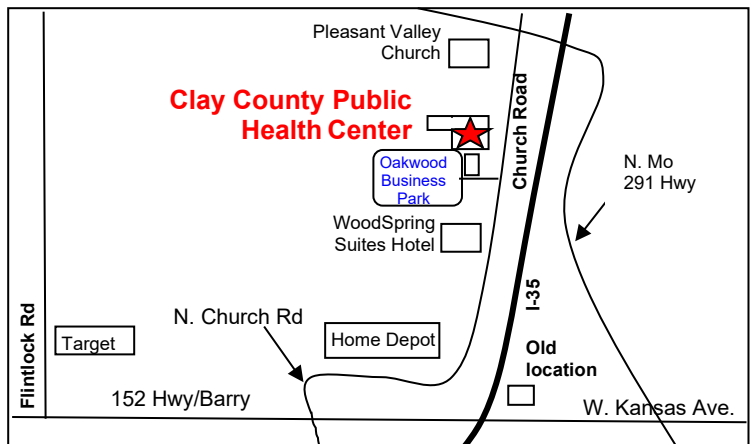 Pleasant Valley
Church
Clay County Public
Health Center
Church Road
Oakwood
Business
Park
N. Mo
291 Hwy
WoodSpring
Suites Hotel
I-35
Flintlock Rd
N. Church Rd
Target
Home Depot
Old
location
152 Hwy/Barry
W. Kansas Ave.